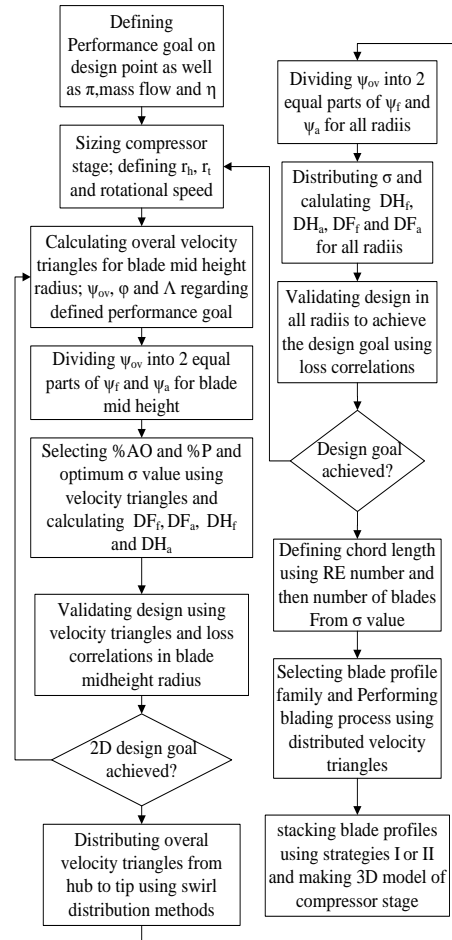 Defining
Performance goal on
design point as well
as π,mass flow and η
Sizing compressor
stage; defining rₕ, rₜ
and rotational speed
Calculating overal velocity
triangles for blade mid height
radius; ψₒᵥ, φ and Λ regarding
defined performance goal
Dividing ψₒᵥ into 2 equal
parts of ψf and ψₐ for blade
mid height
Selecting %AO and %P and
optimum σ value using
velocity triangles and
calculating DFf, DFₐ, DHf
and DHₐ
Validating design using
velocity triangles and loss
correlations in blade
midheight radius
2D design goal
achieved?
Distributing overal
velocity triangles from
hub to tip using swirl
distribution methods
Dividing ψₒᵥ into 2
equal parts of ψf and
ψₐ for all radiis
Distributing σ and
calulating DHf,
DHₐ, DFf and DFₐ
for all radiis
Validating design in
all radiis to achieve
the design goal using
loss correlations
Design goal
achieved?
Defining chord length
using RE number and
then number of blades
From σ value
Selecting blade profile
family and Performing
blading process using
distributed velocity
triangles
stacking blade profiles
using strategies I or II
and making 3D model of
compressor stage